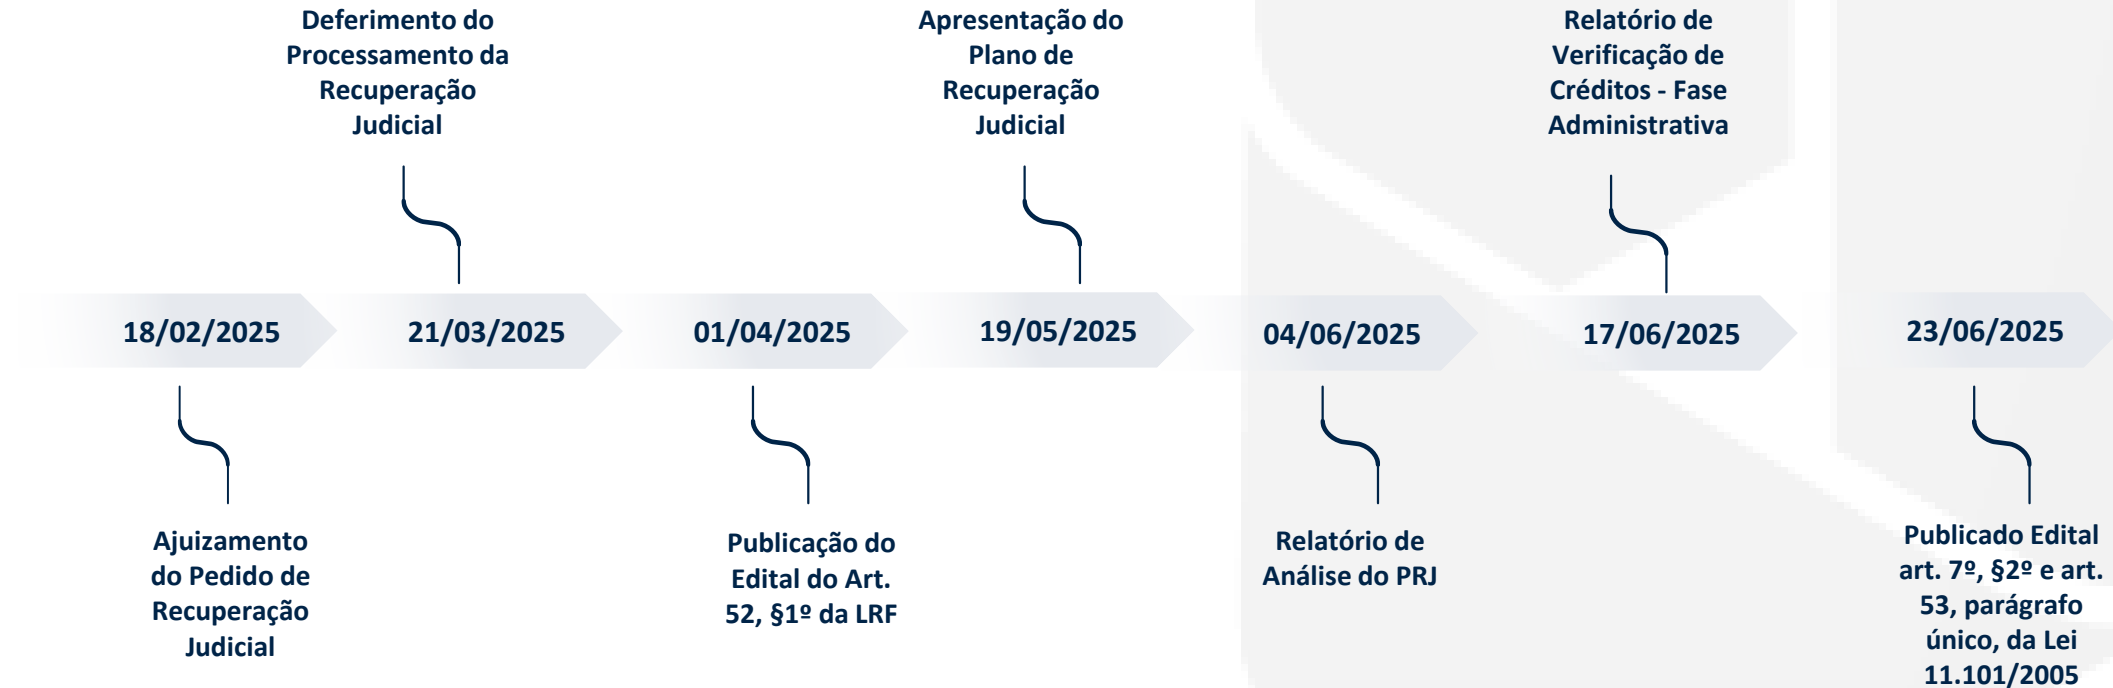 Deferimento do
Processamento da
Recuperação
Judicial
Apresentação do
Plano de
Recuperação
Judicial
Relatório de
Verificação de
Créditos - Fase
Administrativa
18/02/2025
21/03/2025
01/04/2025
19/05/2025
04/06/2025
17/06/2025
23/06/2025
Ajuizamento
do Pedido de
Recuperação
Judicial
Publicação do
Edital do Art.
52, §1º da LRF
Relatório de
Análise do PRJ
Publicado Edital
art. 7º, §2º e art.
53, parágrafo
único, da Lei
11.101/2005